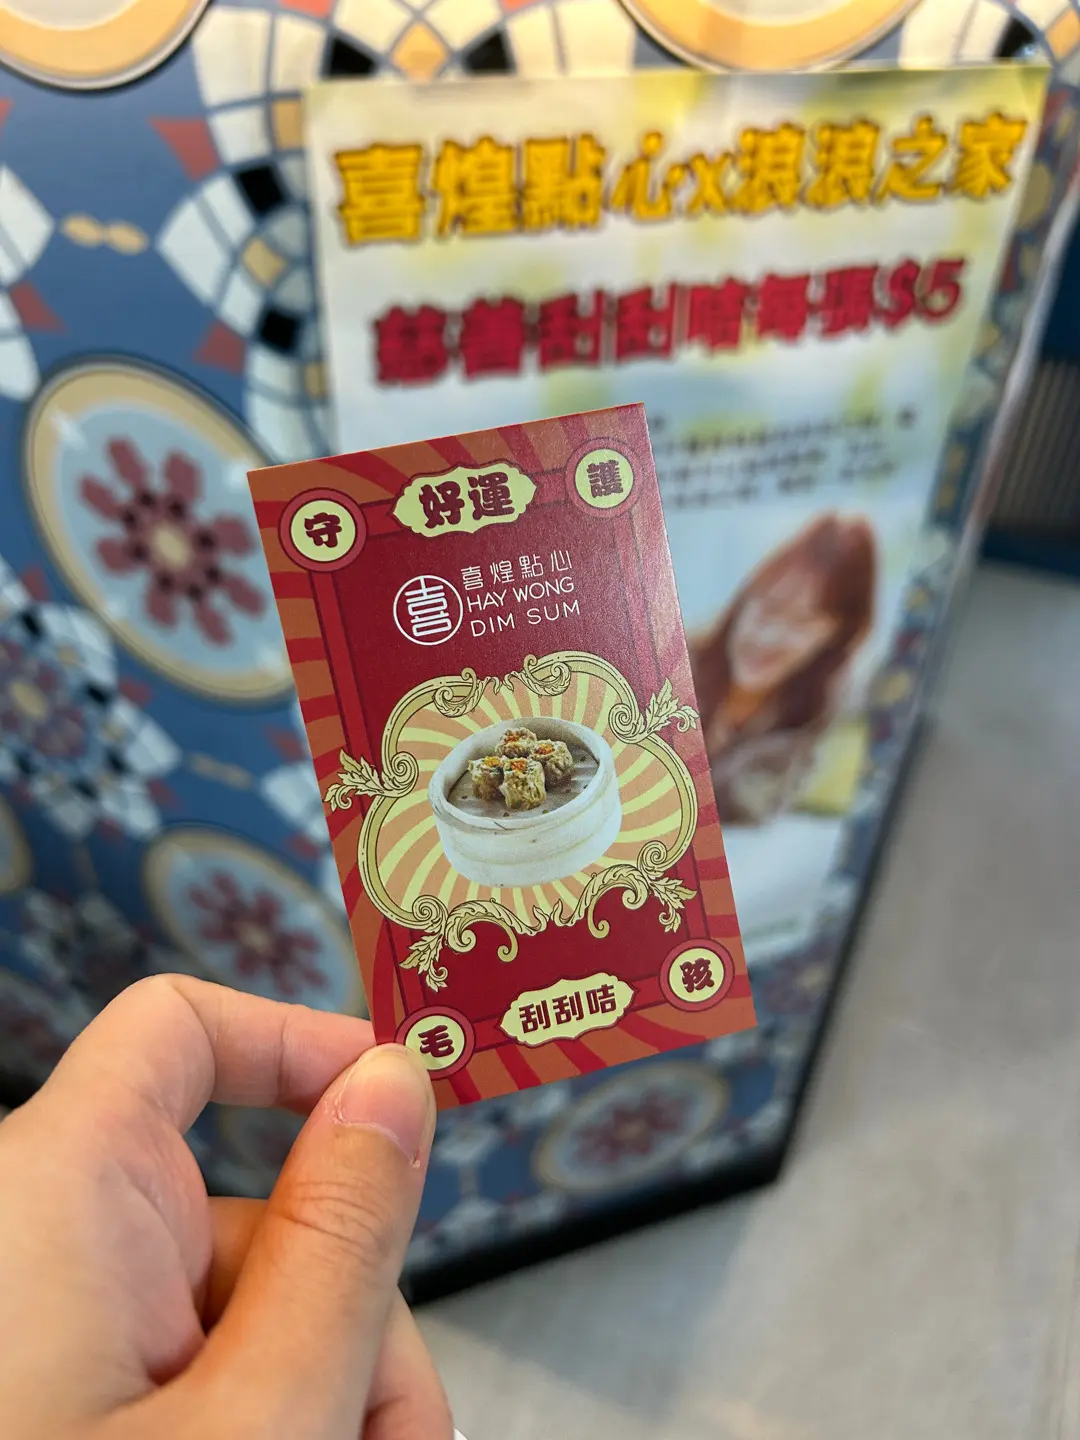 喜煌點心x浪浪之家
慈善刮刮咭每張$5
守
好運
護
喜
喜煌點心
HAY WONG
DIM SUM
毛
刮刮咭
孩